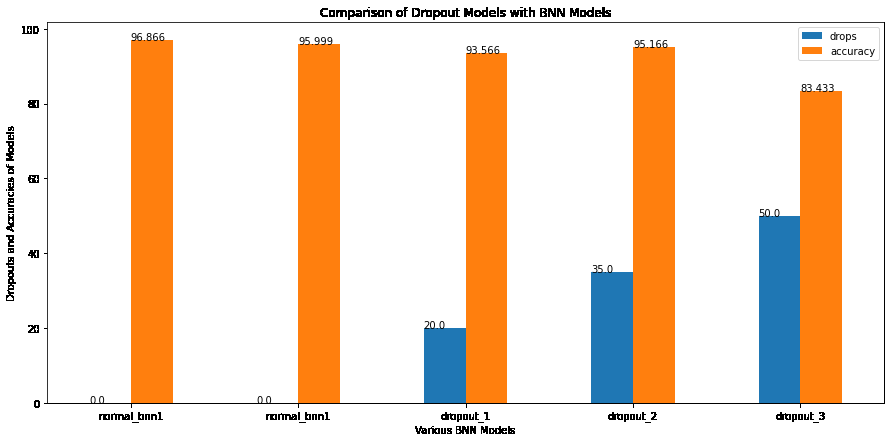 Comparison of Dropout Models with BNN Models
drops
accuracy
Dropouts and Accuracies of Models
100
80
60
40
20
0
0.0
96.866
0.0
95.999
20.0
93.566
35.0
95.166
50.0
83.433
normal_bnn1
normal_bnn1
dropout_1
dropout_2
dropout_3
Various BNN Models